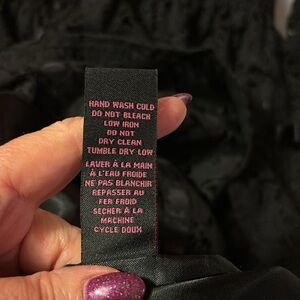 HAND WASH COLD
DO NOT BLEACH
LOW IRON
DO NOT
DRY CLEAN
TUMBLE DRY LOW
LAVER À LA MAIN
À L'EAU FROIDE
NE PAS BLANCHIR
REPASSER AU
FER FROID
SECHER À LA
MACHINE
CYCLE DOUX